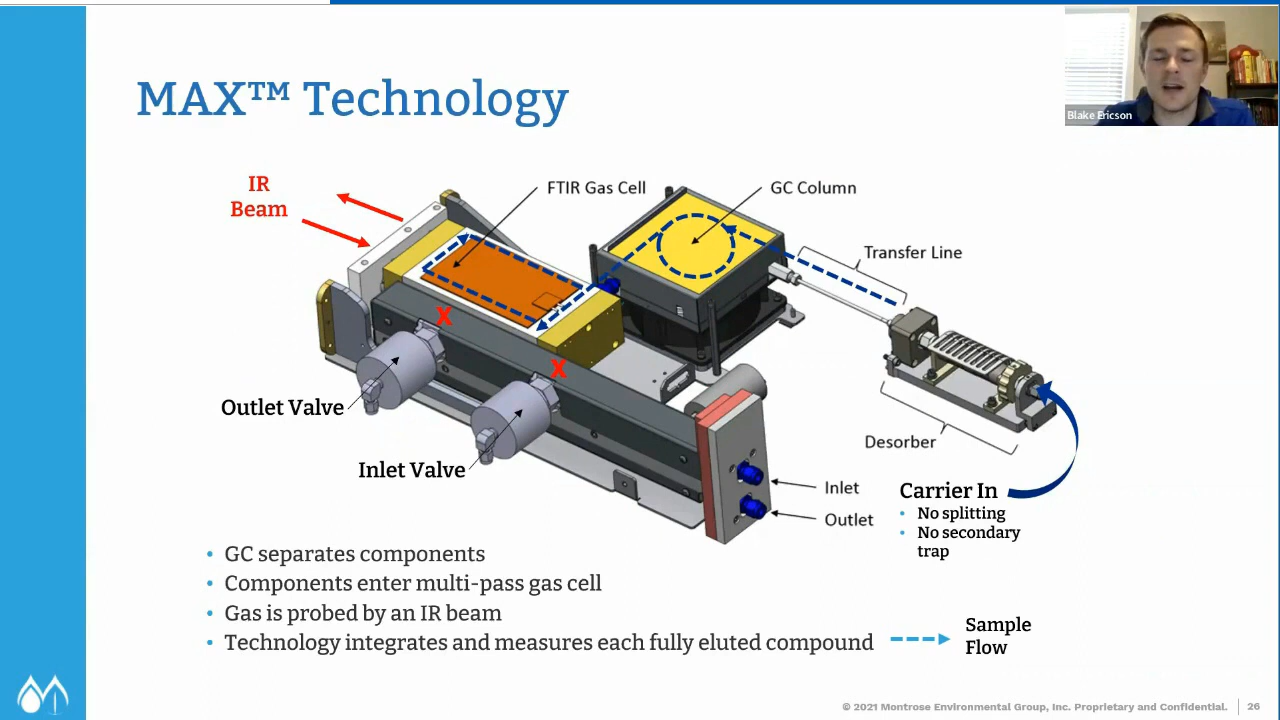 Blake Ericson
MAX™ Technology
IR
Beam
FTIR Gas Cell
GC Column
Transfer Line
X
X
Outlet Valve
Inlet Valve
Desorber
Inlet
Outlet
Carrier In
• No splitting
• No secondary
trap
• GC separates components
• Components enter multi-pass gas cell
• Gas is probed by an IR beam
• Technology integrates and measures each fully eluted compound
Sample
Flow
© 2021 Montrose Environmental Group, Inc. Proprietary and Confidential.
26